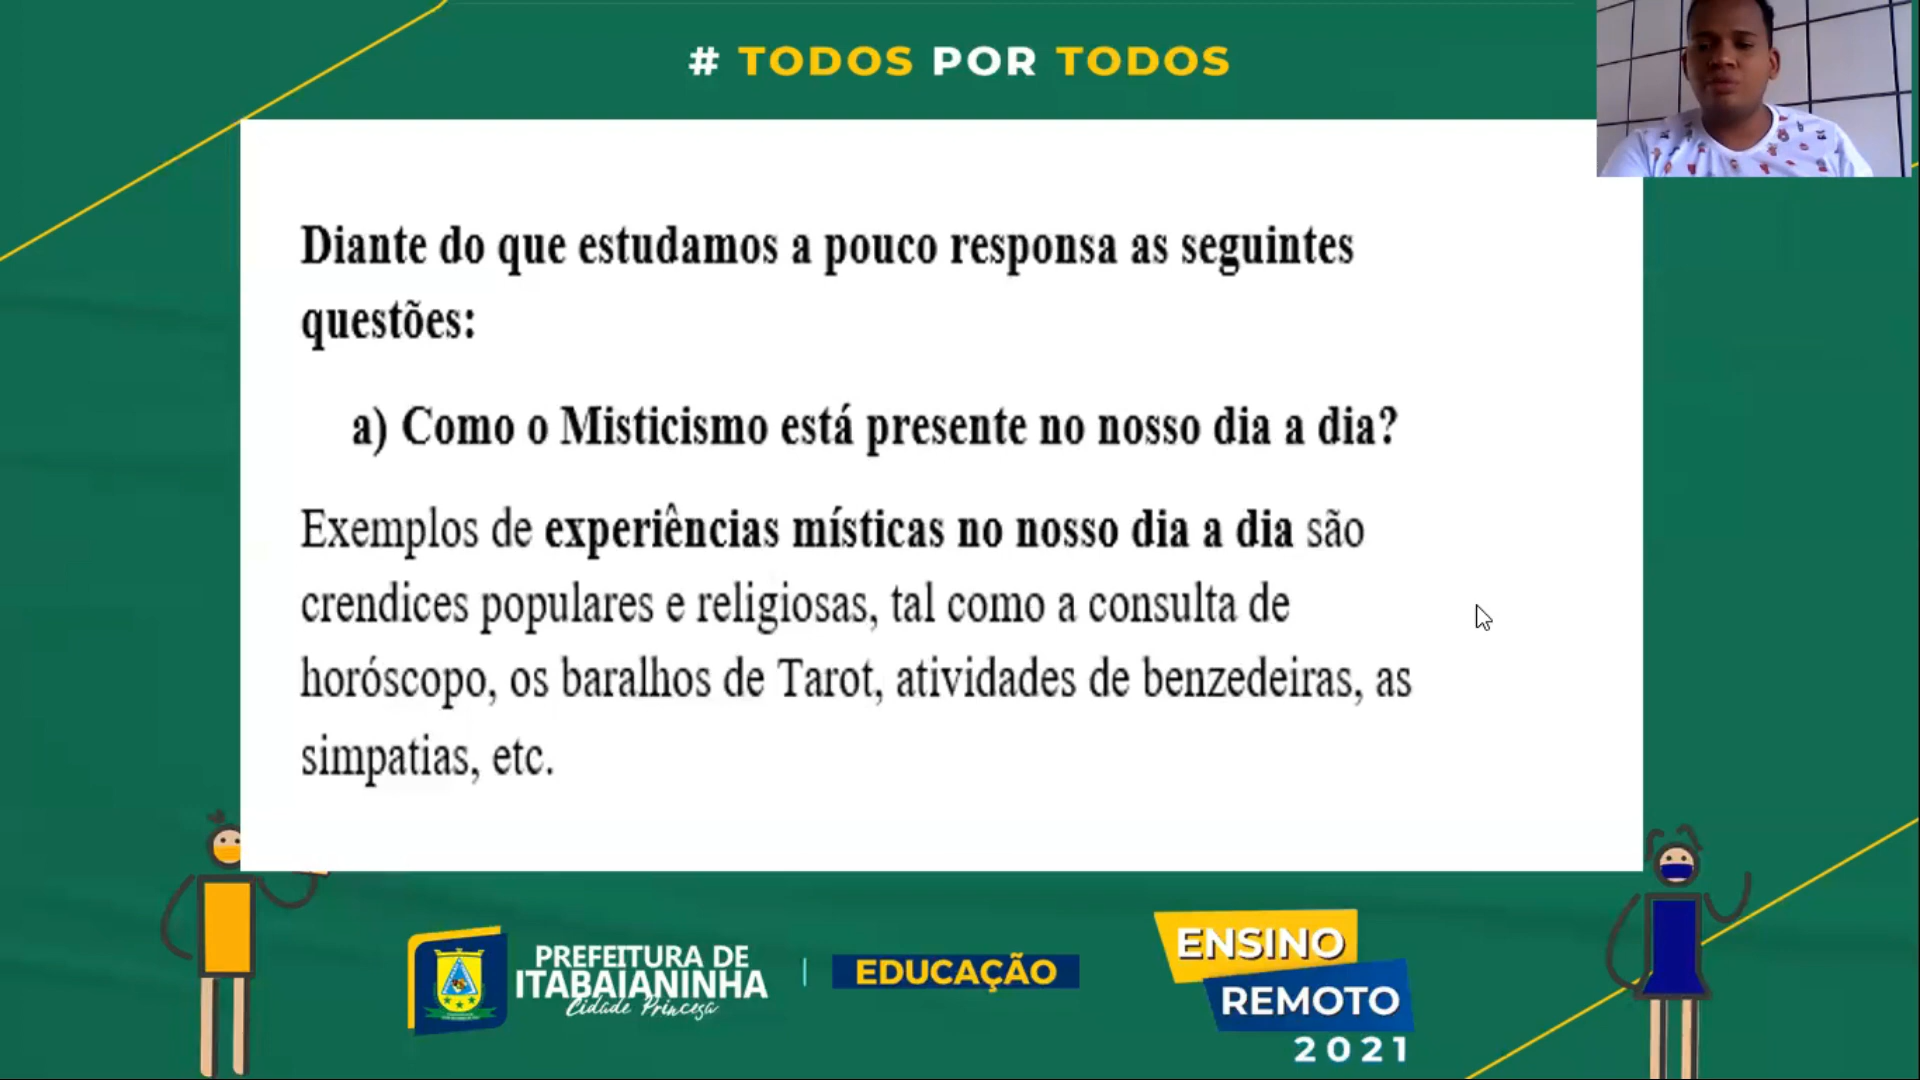 # TODOS POR TODOS
Diante do que estudamos a pouco responsa as seguintes
questões:
a) Como o Misticismo está presente no nosso dia a dia?
Exemplos de experiências místicas no nosso dia a dia são
crendices populares e religiosas, tal como a consulta de
horóscopo, os baralhos de Tarot, atividades de benzedeiras, as
simpatias, etc.
PREFEITURA DE
ITABAIANINHA
Cidade Princesa
EDUCAÇÃO
ENSINO
REMOTO
2021